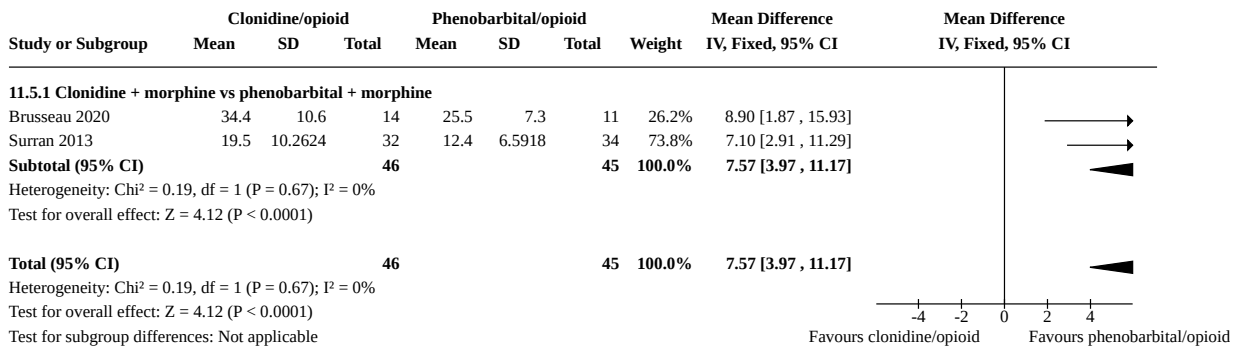 Clonidine/opioid Phenobarbital/opioid Mean Difference Mean Difference
Study or Subgroup Mean SD Total Mean SD Total Weight IV, Fixed, 95% CI IV, Fixed, 95% CI
11.5.1 Clonidine + morphine vs phenobarbital + morphine
Brusseau 2020 34.4 10.6 14 25.5 7.3 11 26.2% 8.90 [1.87 , 15.93]
Surran 2013 19.5 10.2624 32 12.4 6.5918 34 73.8% 7.10 [2.91 , 11.29]
Subtotal (95% CI) 46 45 100.0% 7.57 [3.97 , 11.17]
Heterogeneity: Chi² = 0.19, df = 1 (P = 0.67); I² = 0%
Test for overall effect: Z = 4.12 (P < 0.0001)
Total (95% CI) 46 45 100.0% 7.57 [3.97 , 11.17]
Heterogeneity: Chi² = 0.19, df = 1 (P = 0.67); I² = 0%
Test for overall effect: Z = 4.12 (P < 0.0001) -4 -2 0 2 4
Test for subgroup differences: Not applicable Favours clonidine/opioid Favours phenobarbital/opioid